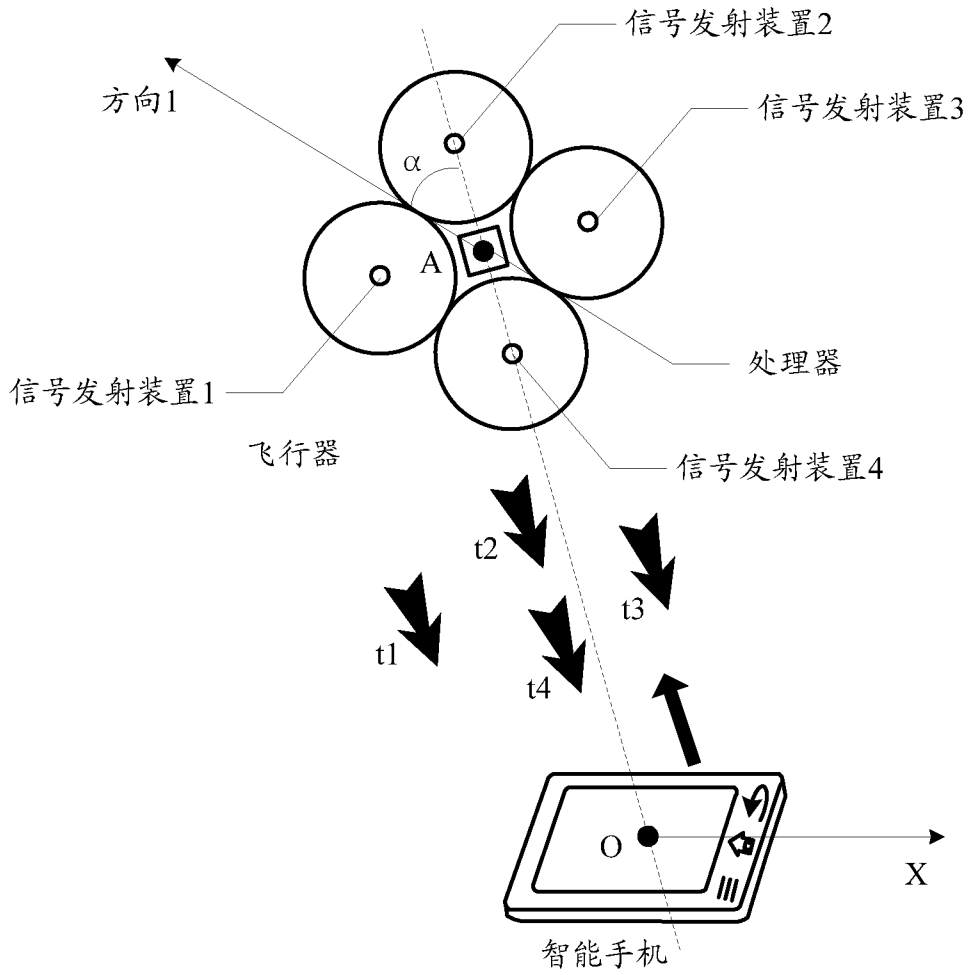 信号发射装置2
方向1
信号发射装置3
α
A
处理器
信号发射装置1
飞行器
信号发射装置4
t2
t3
t1
t4
O
X
智能手机